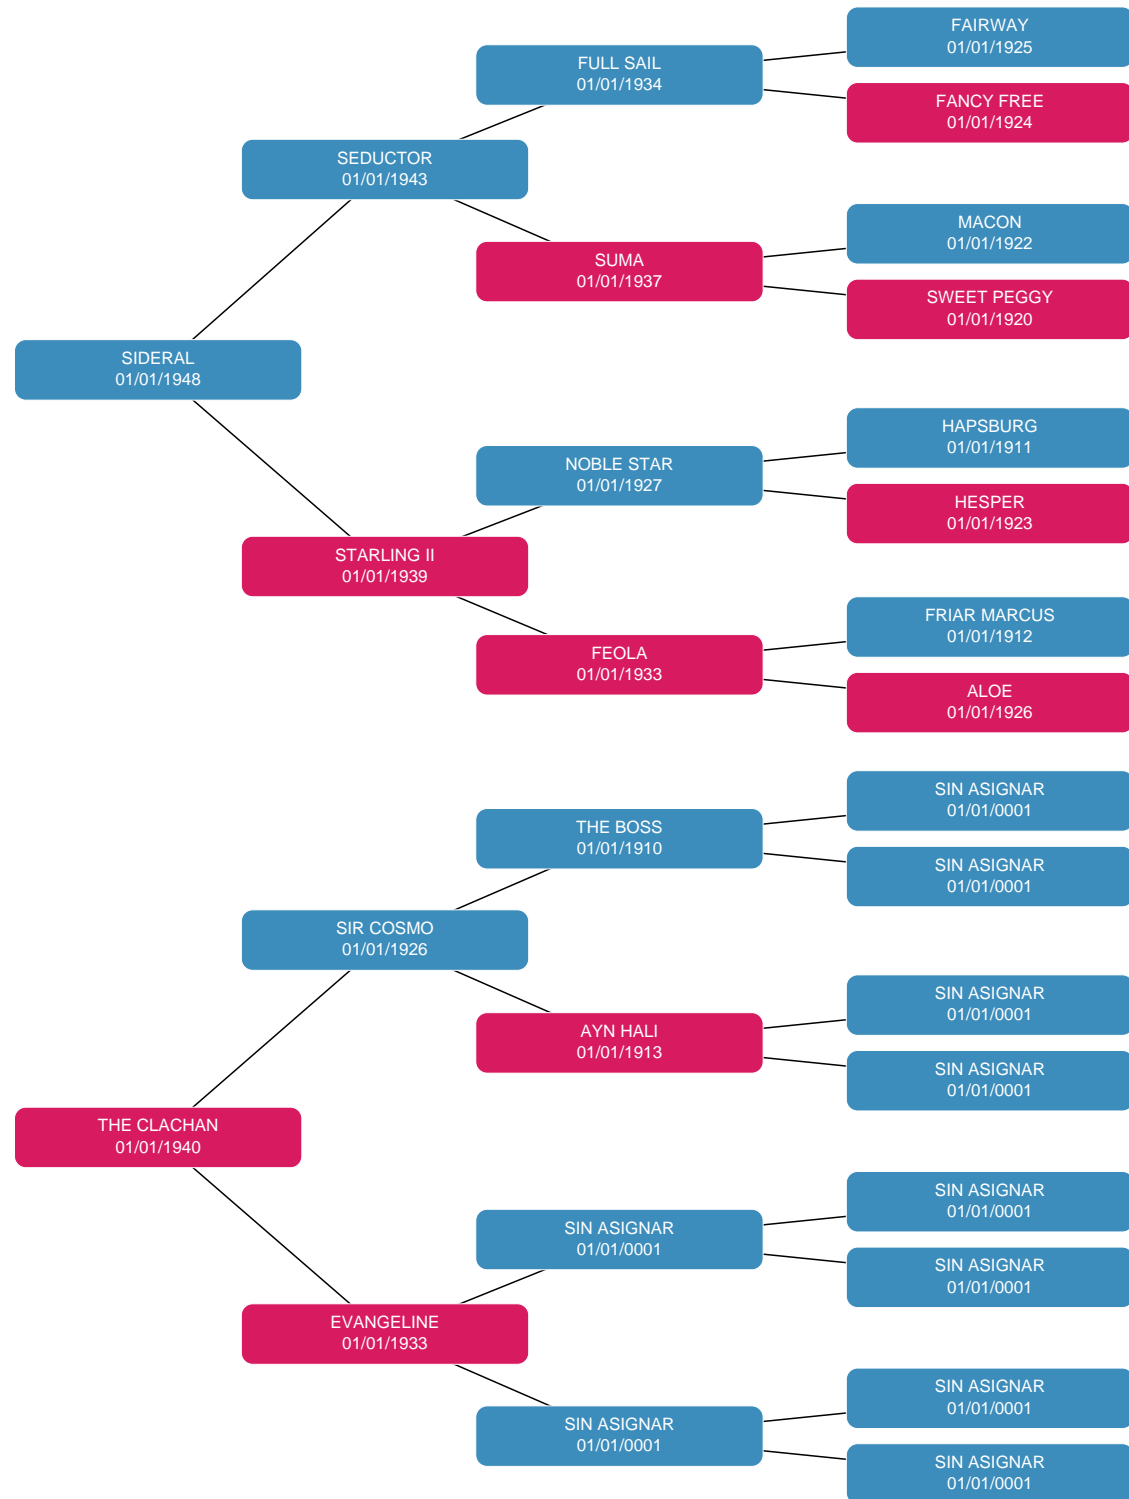 FAIRWAY
01/01/1925
FULL SAIL
01/01/1934
FANCY FREE
01/01/1924
SEDUCTOR
01/01/1943
MACON
01/01/1922
SUMA
01/01/1937
SWEET PEGGY
01/01/1920
SIDERAL
01/01/1948
HAPSBURG
01/01/1911
NOBLE STAR
01/01/1927
HESPER
01/01/1923
STARLING II
01/01/1939
FRIAR MARCUS
01/01/1912
FEOLA
01/01/1933
ALOE
01/01/1926
SIN ASIGNAR
01/01/0001
THE BOSS
01/01/1910
SIN ASIGNAR
01/01/0001
SIR COSMO
01/01/1926
SIN ASIGNAR
01/01/0001
AYN HALI
01/01/1913
SIN ASIGNAR
01/01/0001
THE CLACHAN
01/01/1940
SIN ASIGNAR
01/01/0001
SIN ASIGNAR
01/01/0001
SIN ASIGNAR
01/01/0001
EVANGELINE
01/01/1933
SIN ASIGNAR
01/01/0001
SIN ASIGNAR
01/01/0001
SIN ASIGNAR
01/01/0001